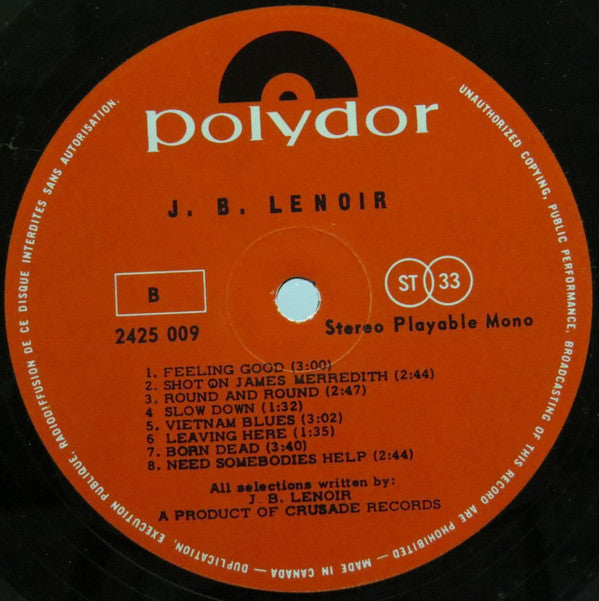 polydor
J. B. LENOIR
B
2425 009
ST 33
Stereo Playable Mono
1. FEELING GOOD (3:00)
2. SHOT ON JAMES MERREDITH (2:44)
3. ROUND AND ROUND (2:47)
4 SLOW DOWN (1:32)
5. VIETNAM BLUES (3:02)
6 LEAVING HERE (1:35)
7. BORN DEAD (3:40)
8. NEED SOMEBODIES HELP (2:44)
All selections written by:
J. B. LENOIR
A PRODUCT OF CRUSADE RECORDS
UNAUTHORIZED COPYING, PUBLIC PERFORMANCE, BROADCASTING OF THIS RECORD ARE PROHIBITED — MADE IN CANADA — DUPLICATION, EXECUTION PUBLIQUE, RADIODIFFUSION DE CE DISQUE INTERDITES SANS AUTORISATION.